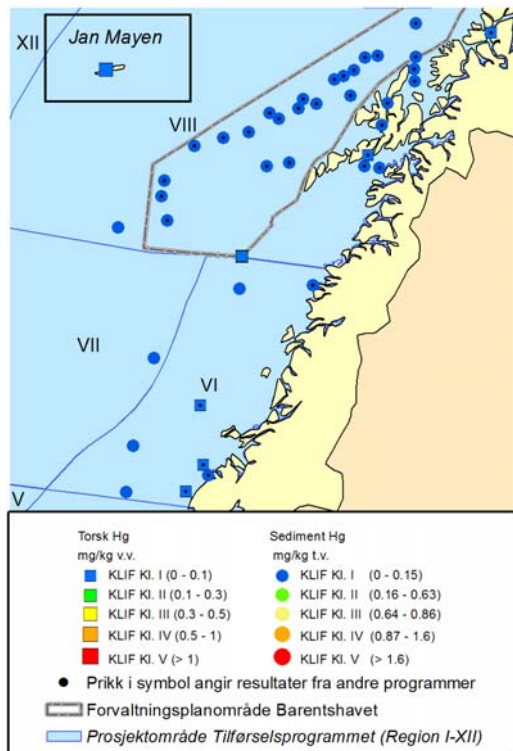 XII
Jan Mayen
VIII
VII
VI
V
Torsk Hg
mg/kg v.v.
KLIF Kl. I (0 - 0.1)
KLIF Kl. II (0.1 - 0.3)
KLIF Kl. III (0.3 - 0.5)
KLIF Kl. IV (0.5 - 1)
KLIF Kl. V (> 1)
Sediment Hg
mg/kg t.v.
KLIF Kl. I (0 - 0.15)
KLIF Kl. II (0.16 - 0.63)
KLIF Kl. III (0.64 - 0.86)
KLIF Kl. IV (0.87 - 1.6)
KLIF Kl. V (> 1.6)
Prikk i symbol angir resultater fra andre programmer
Forvaltningsplanområde Barentshavet
Prosjektområde Tilførselsprogrammet (Region I-XII)